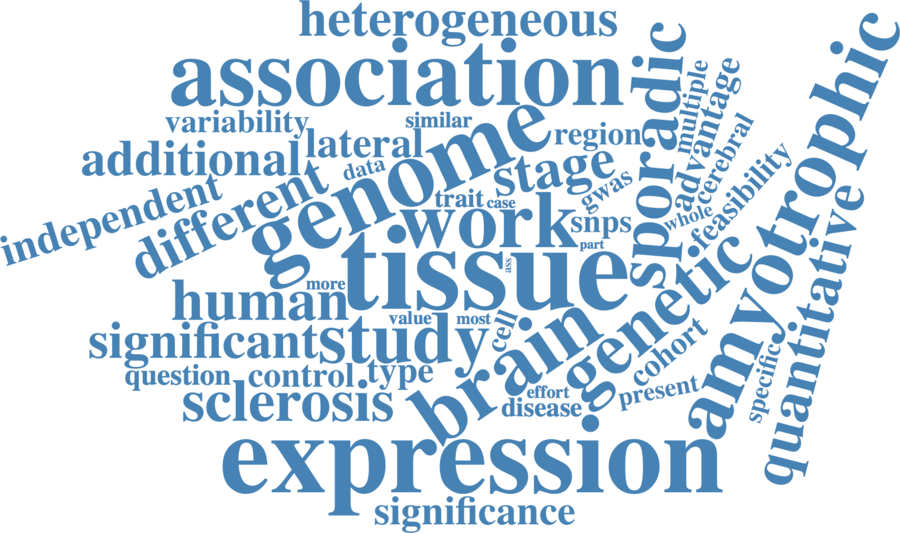 heterogeneous
association
sporadic
multiple
advantage
amyotrophic
variability
similar
cerebral
additional
lateral
genome
region
data
stage
gwas
feasibility
independent
different
trait
case
work
snps
whole
part
tissue
ass
genetic
quantitative
more
human
value
most
cell
significant
study
brain
cohort
question
control
type
effort
present
specific
sclerosis
disease
expression
significance